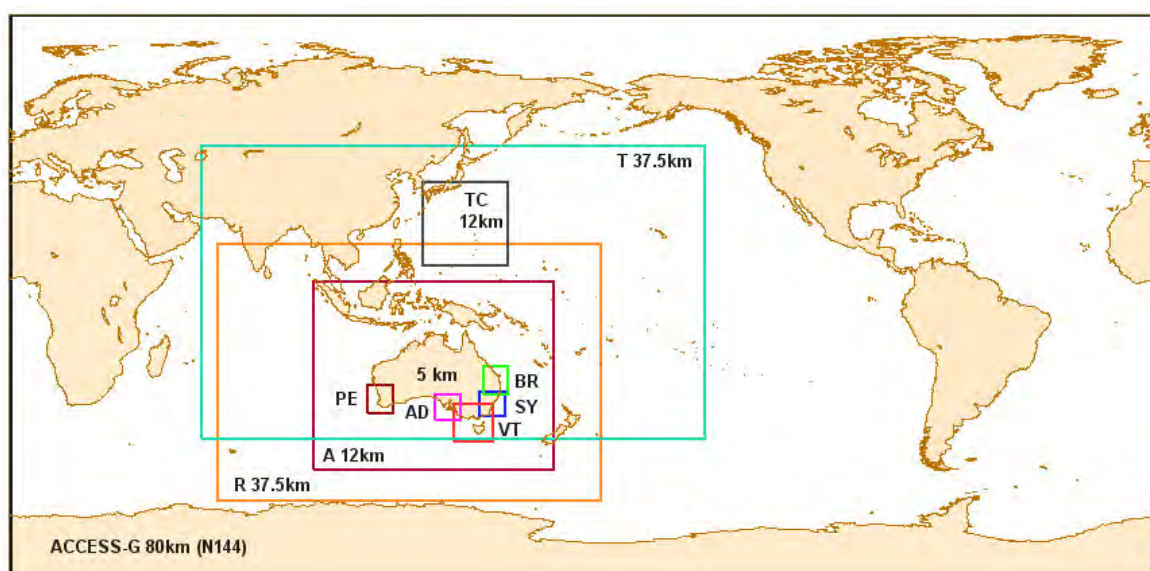 T 37.5km
TC
12km
5 km
BR
PE
AD
SY
VT
A 12km
R 37.5km
ACCESS-G 80km (N144)